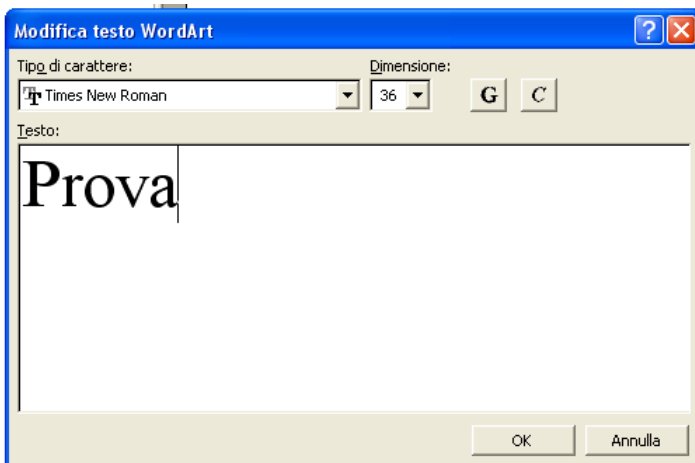 Modifica testo WordArt
Tipo di carattere: Dimensione:
Times New Roman 36 G C
Testo:
Prova
OK Annulla